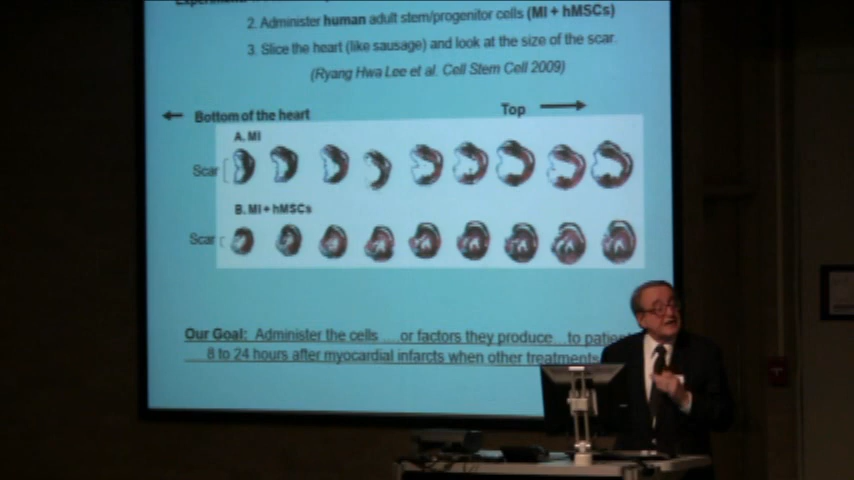 2. Administer human adult stem/progenitor cells (MI + hMSCs)
3. Slice the heart (like sausage) and look at the size of the scar.
(Ryang Hwa Lee et al. Cell Stem Cell 2009)
Bottom of the heart
Top
A. MI
Scar
B. MI + hMSCs
Scar
Our Goal: Administer the cells ...or factors they produce...to patie
8 to 24 hours after myocardial infarcts when other treatments